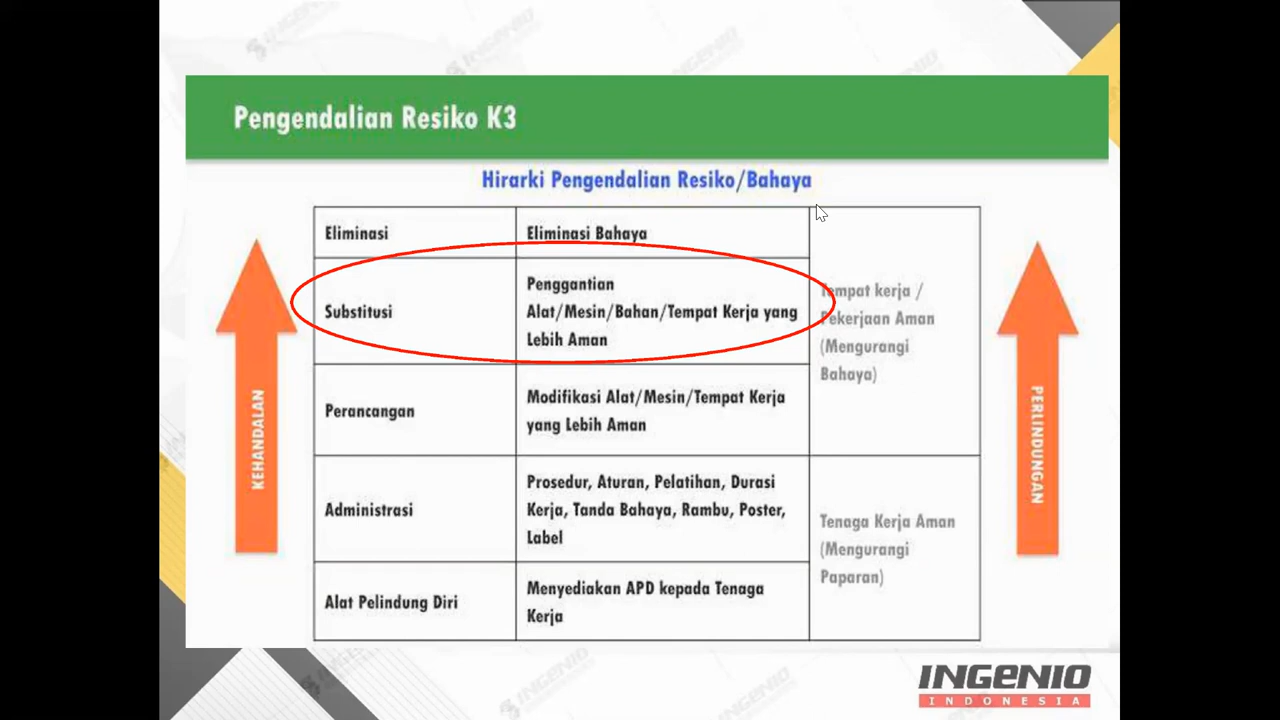 Pengendalian Resiko K3
Hirarki Pengendalian Resiko/Bahaya
Eliminasi
Eliminasi Bahaya
Substitusi
Penggantian
Alat/Mesin/Bahan/Tempat Kerja yang
Lebih Aman
Tempat kerja /
Pekerjaan Aman
(Mengurangi
Bahaya)
Perancangan
Modifikasi Alat/Mesin/Tempat Kerja
yang Lebih Aman
Administrasi
Prosedur, Aturan, Pelatihan, Durasi
Kerja, Tanda Bahaya, Rambu, Poster,
Label
Tenaga Kerja Aman
(Mengurangi
Paparan)
Alat Pelindung Diri
Menyediakan APD kepada Tenaga
Kerja
KEHANDALAN
PERLINDUNGAN
INGENIO
INDONESIA